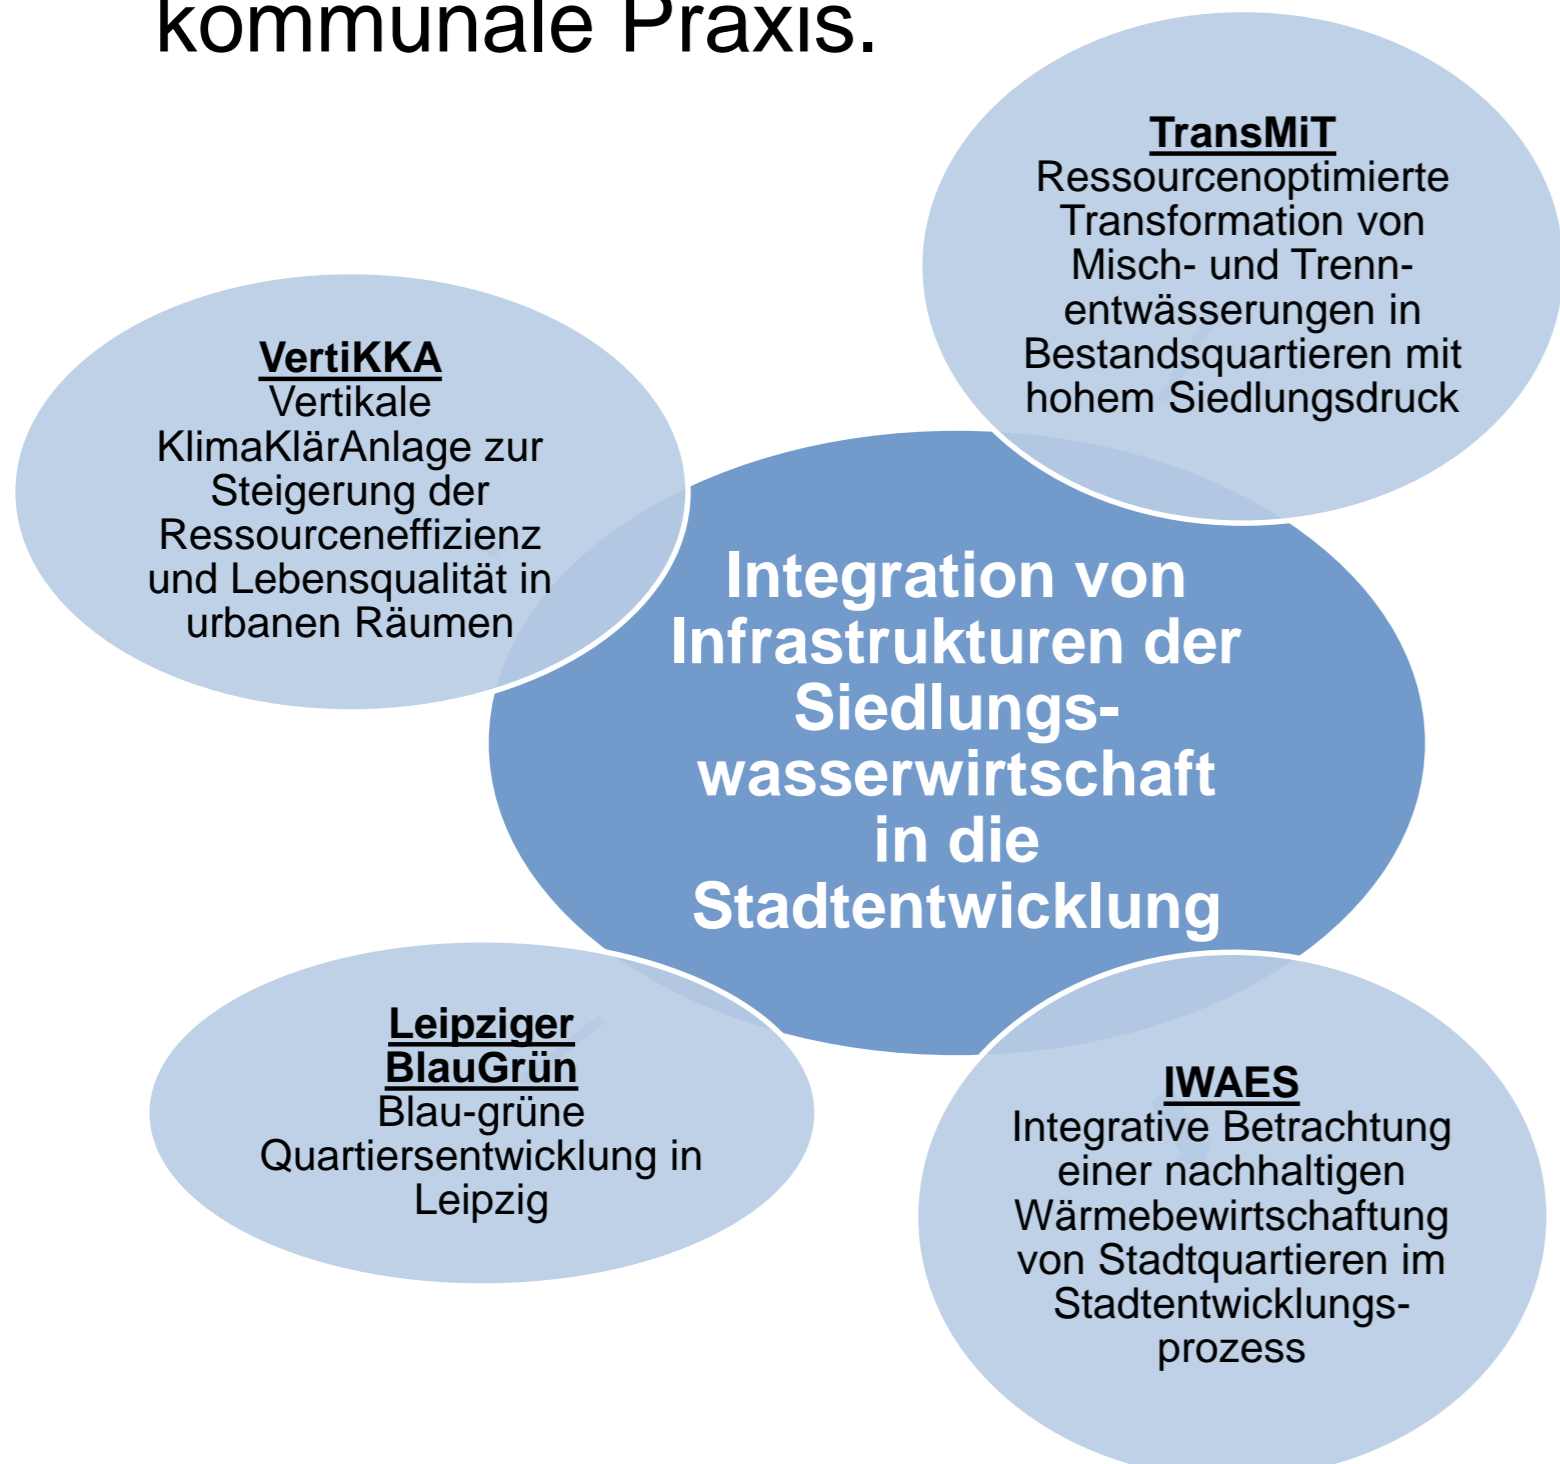 kommunale Praxis.
TransMiT
Ressourcenoptimierte
Transformation von
Misch- und Trenn-
entwässerungen in
Bestandsquartieren mit
hohem Siedlungsdruck
VertiKKA
Vertikale
KlimaKlärAnlage zur
Steigerung der
Ressourceneffizienz
und Lebensqualität in
urbanen Räumen
Integration von
Infrastrukturen der
Siedlungs-
wasserwirtschaft
in die
Stadtentwicklung
Leipziger
BlauGrün
Blau-grüne
Quartiersentwicklung in
Leipzig
IWAES
Integrative Betrachtung
einer nachhaltigen
Wärmebewirtschaftung
von Stadtquartieren im
Stadtentwicklungs-
prozess